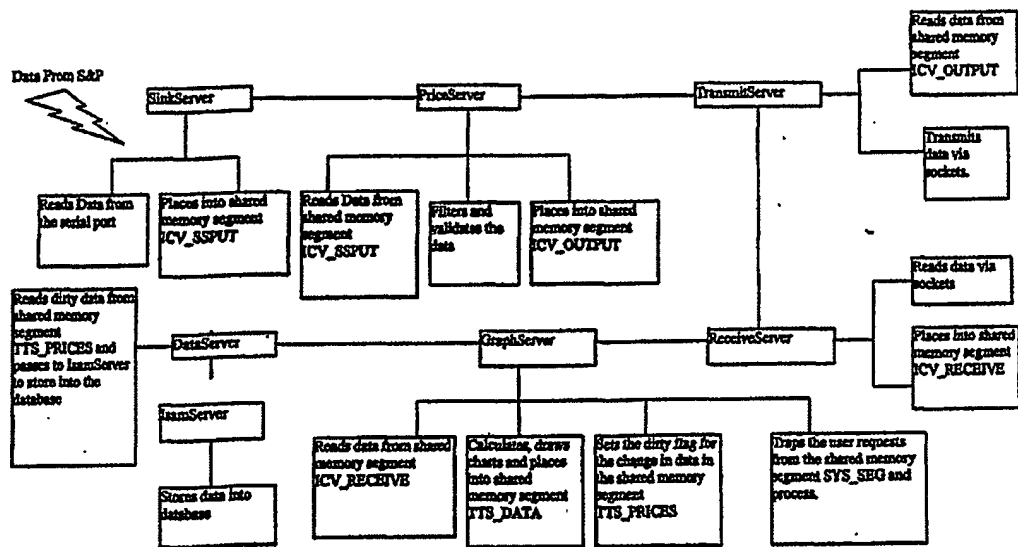 Data From S&P
SinkServer
PriceServer
TransmitServer
Reads data from
shared memory
segment
ICV_OUTPUT
Transmits
data via
sockets.
Reads Data from
the serial port
Places into shared
memory segment
ICV_SSPUT
Reads Data from
shared memory
segment
ICV_SSPUT
Filters and
validates the
data
Places into shared
memory segment
ICV_OUTPUT
Reads data via
sockets
Reads dirty data from
shared memory
segment
TTS_PRICES and
passes to IsamServer
to store into the
database
DataServer
GraphServer
ReceiveServer
Places into shared
memory segment
ICV_RECEIVE
IsamServer
Stores data into
database
Reads data from shared
memory segment
ICV_RECEIVE
Calculates, draws
charts and places
into shared
memory segment
TTS_DATA
Sets the dirty flag for
the change in data in
the shared memory
segment
TTS_PRICES
Traps the user requests
from the shared memory
segment SYS_SEG and
process.